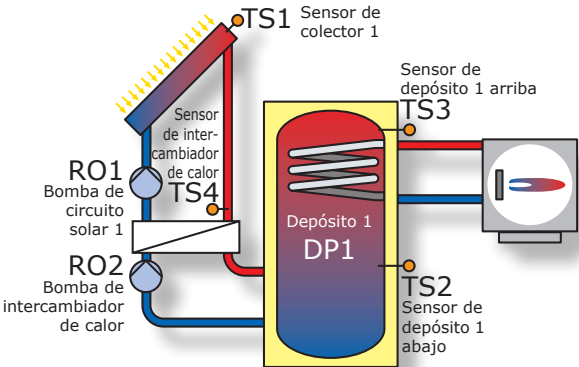 TS1 Sensor de
colector 1
Sensor de
depósito 1 arriba
TS3
Sensor
de inter-
cambiador
de calor
TS4
RO1
Bomba de
circuito
solar 1
Depósito 1
DP1
RO2
Bomba de
intercambiador
de calor
TS2
Sensor de
depósito 1
abajo